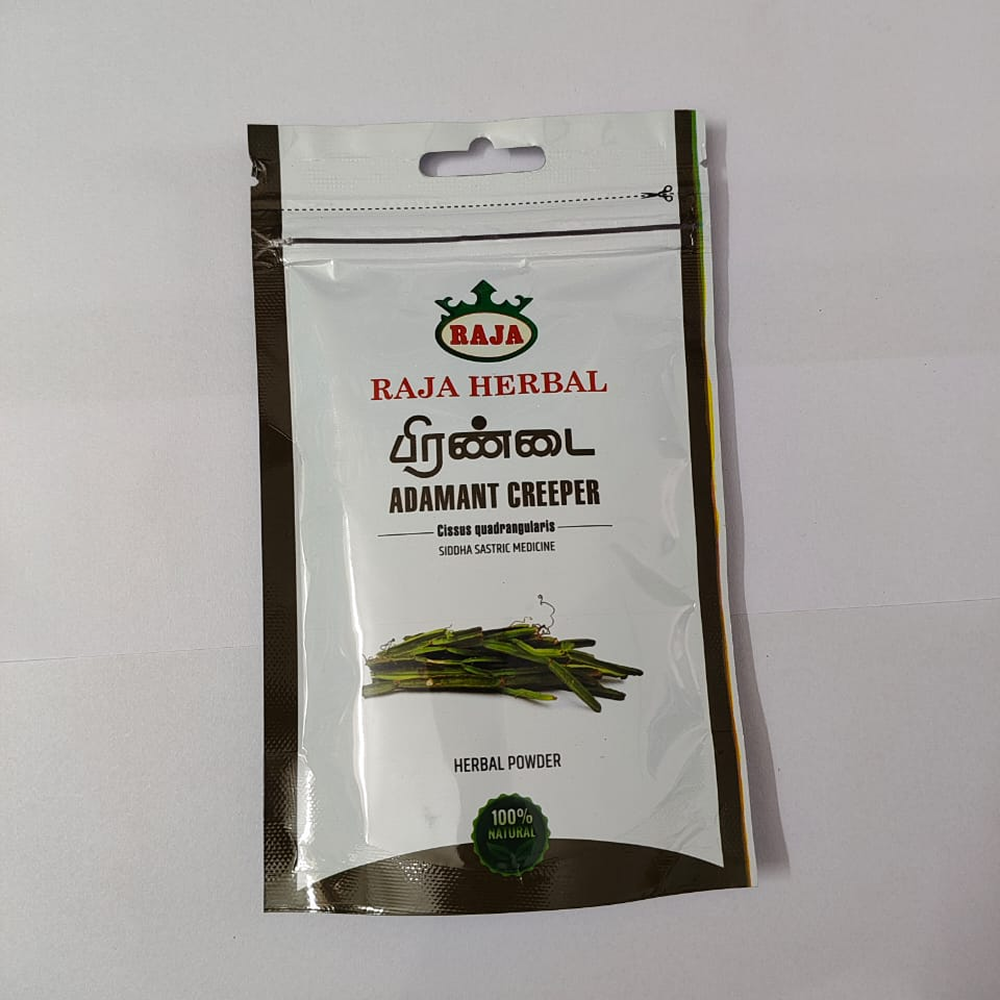 RAJA
RAJA HERBAL
பிரண்டை
ADAMANT CREEPER
Cissus quadrangularis
SIDDHA SASTRIC MEDICINE
HERBAL POWDER
100%
NATURAL